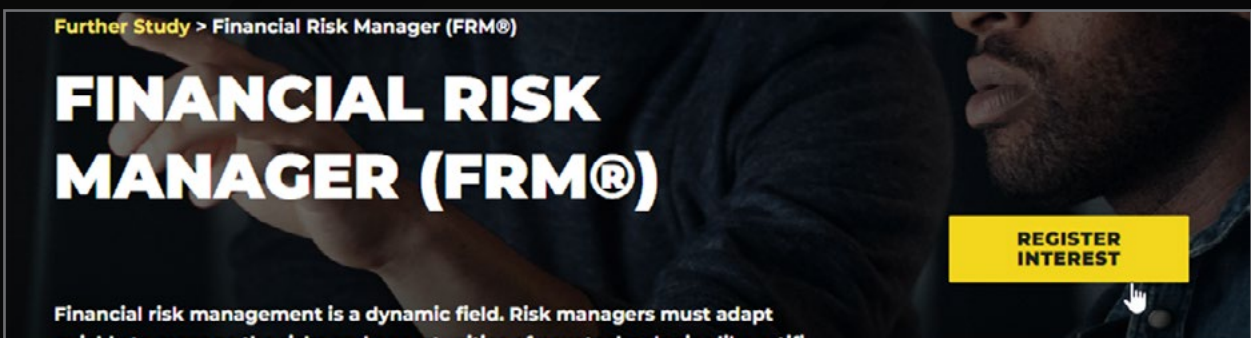 Further Study > Financial Risk Manager (FRM®)
FINANCIAL RISK
MANAGER (FRM®)
REGISTER
INTEREST
Financial risk management is a dynamic field. Risk managers must adapt